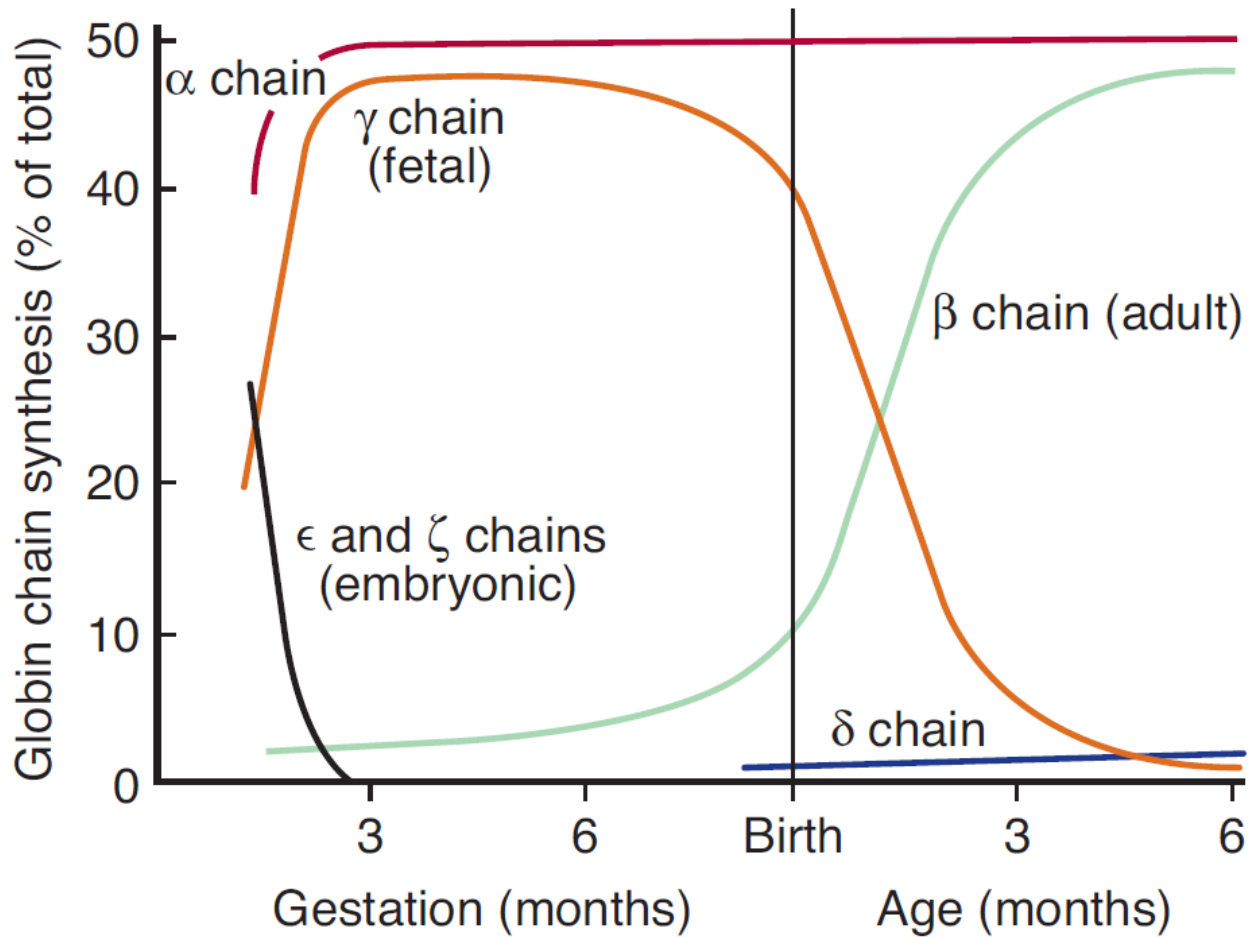 Globin chain synthesis (% of total)
50
40
30
20
10
0
α chain
γ chain
(fetal)
β chain (adult)
ϵ and ζ chains
(embryonic)
δ chain
3
6
Birth
3
6
Gestation (months)
Age (months)